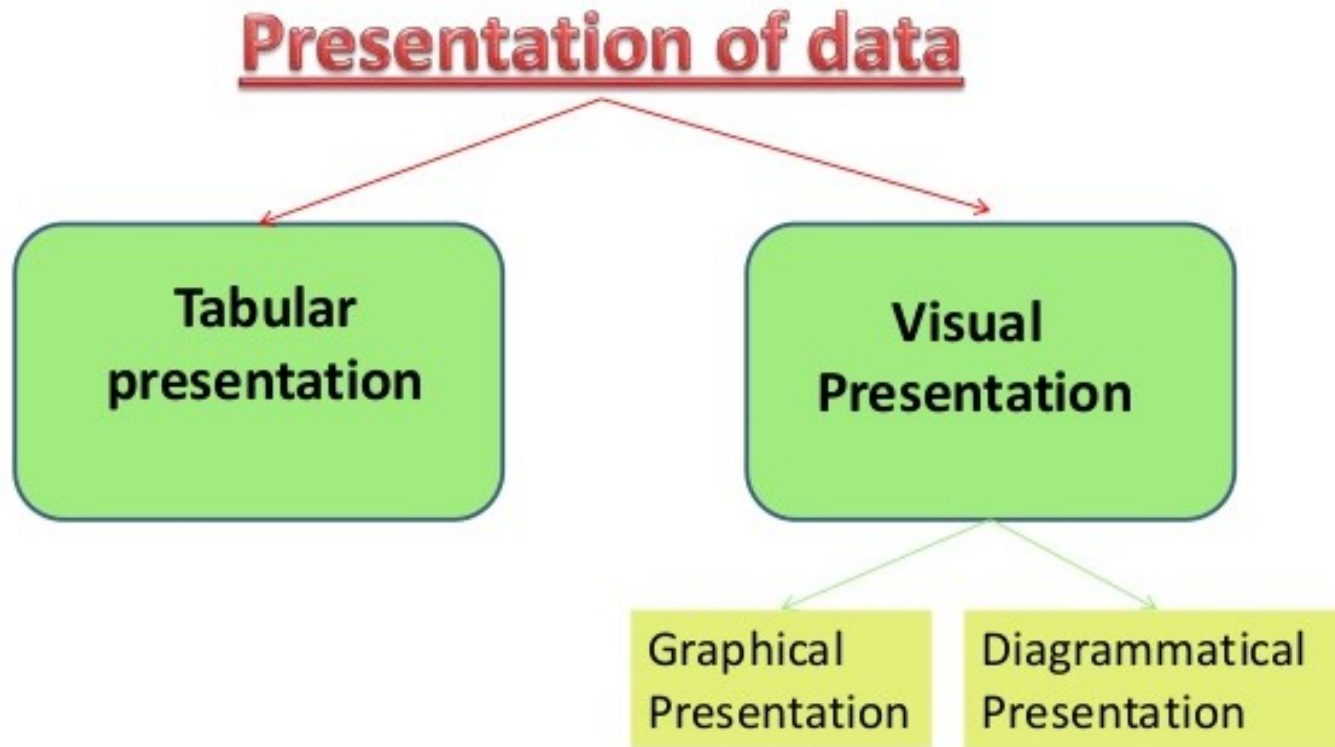 Presentation of data
Tabular
presentation
Visual
Presentation
Graphical
Presentation
Diagrammatical
Presentation